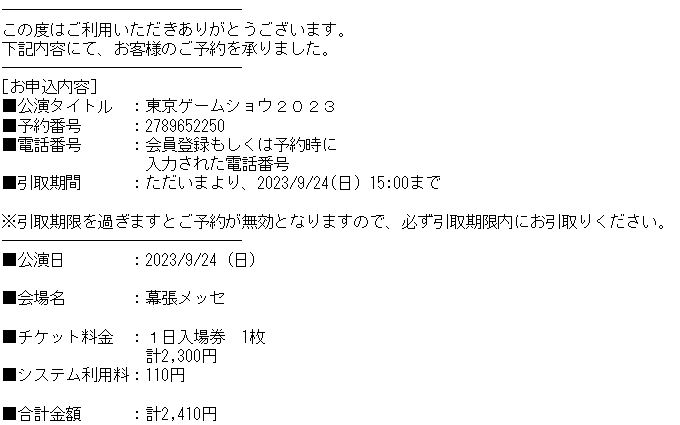 この度はご利用いただきありがとうございます。
下記内容にて、お客様のご予約を承りました。
[お申込内容]
■公演タイトル ：東京ゲームショウ２０２３
■予約番号 ：2789652250
■電話番号 ：会員登録もしくは予約時に
入力された電話番号
■引取期間 ：ただいまより、2023/9/24(日) 15:00まで
※引取期限を過ぎますとご予約が無効となりますので、必ず引取期限内にお引取りください。
■公演日 ：2023/9/24 (日)
■会場名 ：幕張メッセ
■チケット料金 ：１日入場券 1枚
計2,300円
■システム利用料：110円
■合計金額 ：計2,410円